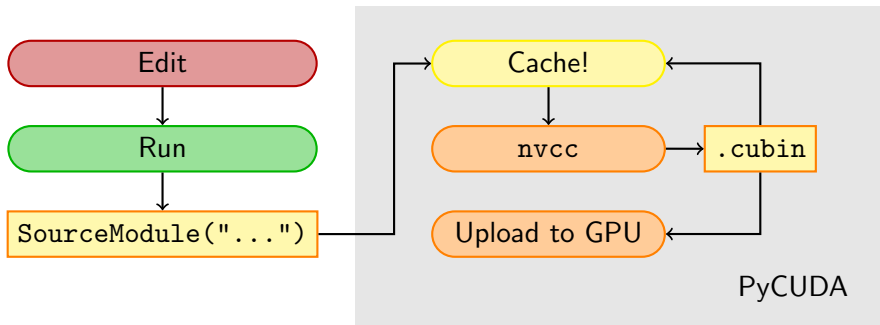 Edit
Run
SourceModule("...")
Cache!
nvcc
.cubin
Upload to GPU
PyCUDA